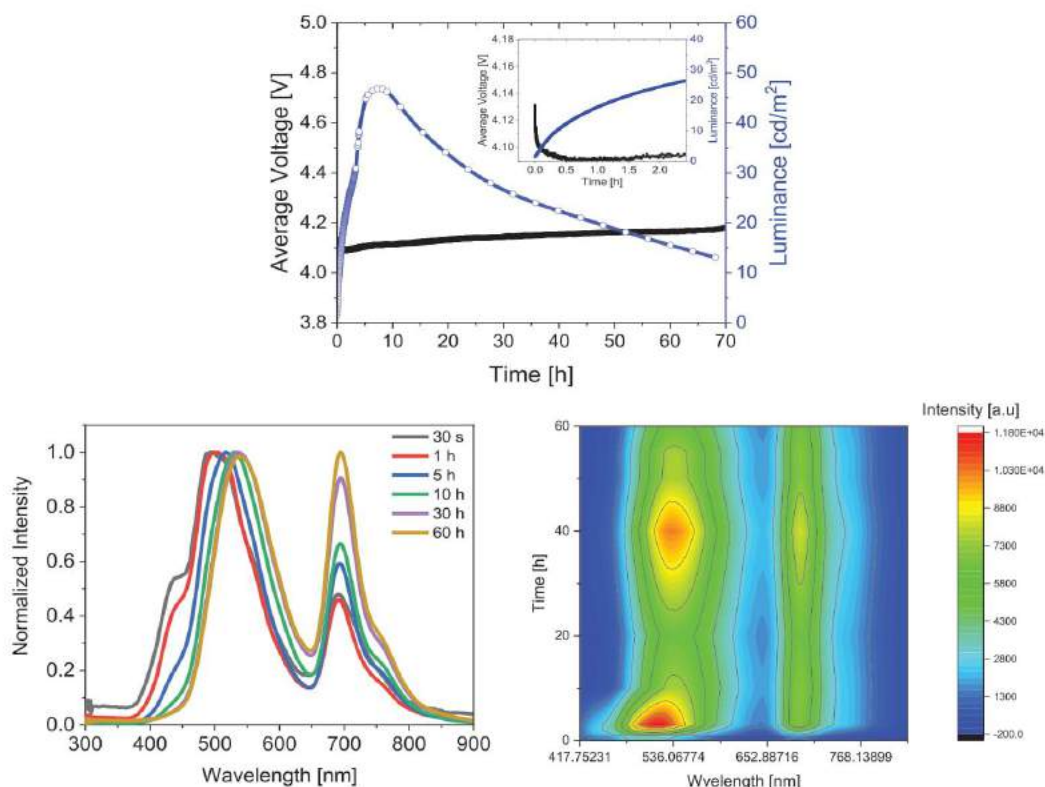 Average Voltage [V]
5.0
4.8
4.6
4.4
4.2
4.0
3.8
0 10 20 30 40 50 60 70
Time [h]
60
50
40
30
20
10
0
Luminance [cd/m²]
Average Voltage [V]
4.18
4.16
4.14
4.12
4.10
0.0 0.5 1.0 1.5 2.0
Time [h]
40
30
20
10
0
Luminance [cd/m²]
Normalized Intensity
1.0
0.8
0.6
0.4
0.2
0.0
300 400 500 600 700 800 900
Wavelength [nm]
30 s
1 h
5 h
10 h
30 h
60 h
Time [h]
60
40
20
0
417.75231 536.06774 652.88716 768.13899
Wvelength [nm]
Intensity [a.u]
1.180E+04
1.030E+04
8800
7300
5800
4300
2800
1300
-200.0